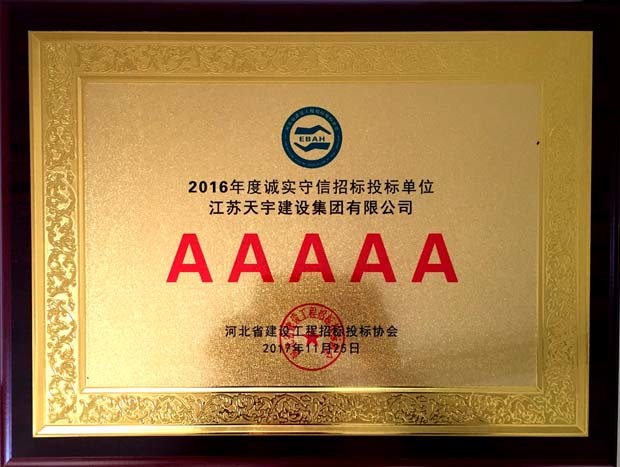 EBAH
2016年度诚实守信招标投标单位
江苏天宇建设集团有限公司
AAAAA
河北省建设工程招标投标协会
2017年11月25日